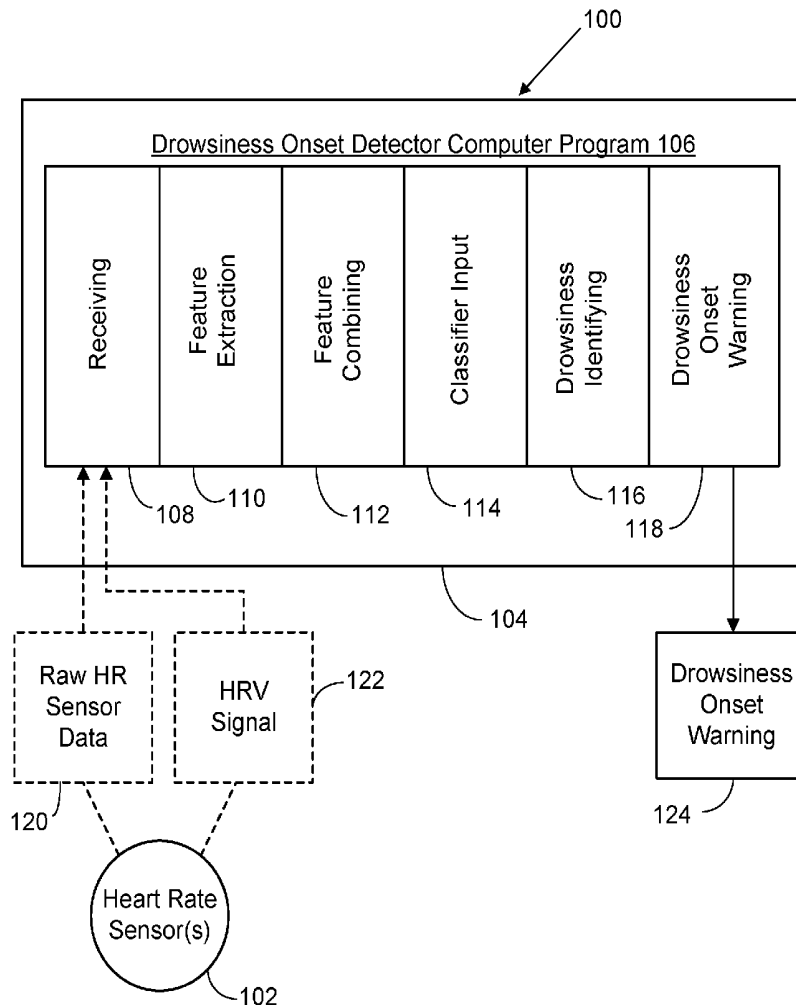 100
Drowsiness Onset Detector Computer Program 106
Receiving
Feature
Extraction
Feature
Combining
Classifier Input
Drowsiness
Identifying
Drowsiness
Onset
Warning
108
110
112
114
116
118
104
Raw HR
Sensor
Data
120
HRV
Signal
122
Drowsiness
Onset
Warning
124
Heart Rate
Sensor(s)
102